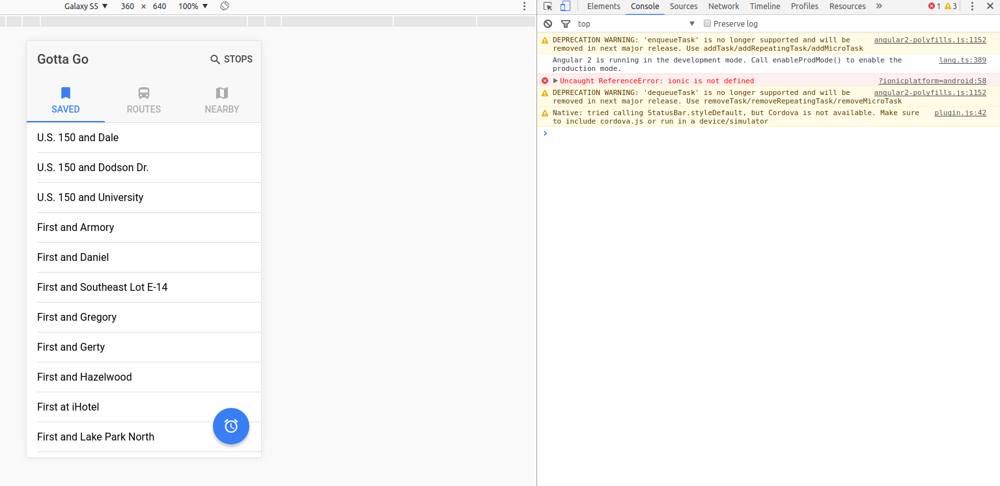 Galaxy S5 ▼ 360 × 640 100% ▼
Gotta Go
STOPS
SAVED ROUTES NEARBY
U.S. 150 and Dale
U.S. 150 and Dodson Dr.
U.S. 150 and University
First and Armory
First and Daniel
First and Southeast Lot E-14
First and Gregory
First and Gerty
First and Hazelwood
First at iHotel
First and Lake Park North
Elements Console Sources Network Timeline Profiles Resources » 1 3
top ▼ Preserve log
DEPRECATION WARNING: 'enqueueTask' is no longer supported and will be angular2-polyfills.js:1152
removed in next major release. Use addTask/addRepeatingTask/addMicroTask
Angular 2 is running in the development mode. Call enableProdMode() to enable the lang.ts:389
production mode.
Uncaught ReferenceError: ionic is not defined ?ionicplatform=android:58
DEPRECATION WARNING: 'dequeueTask' is no longer supported and will be angular2-polyfills.js:1152
removed in next major release. Use removeTask/removeRepeatingTask/removeMicroTask
Native: tried calling StatusBar.styleDefault, but Cordova is not available. Make sure plugin.js:42
to include cordova.js or run in a device/simulator